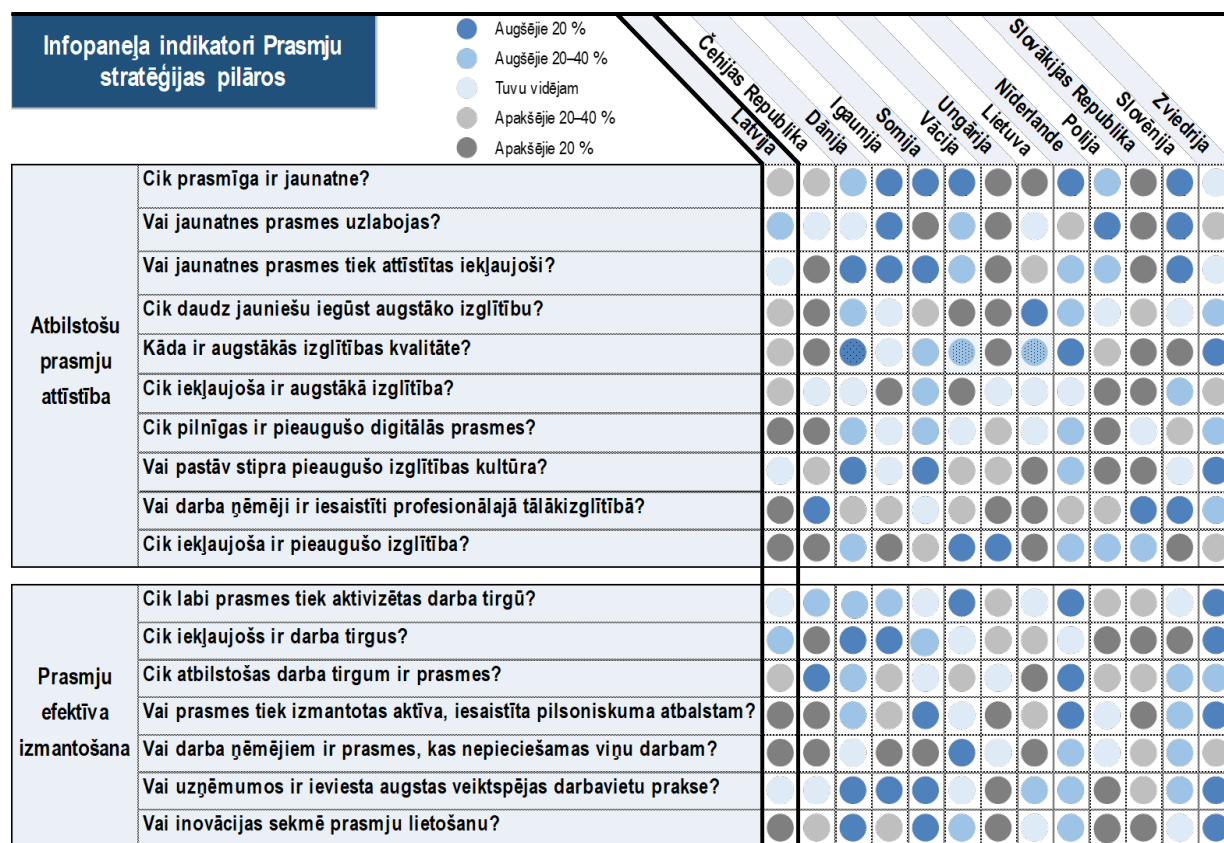 Infopaneļa indikatori Prasmju
stratēģijas pilāros
Augšējie 20 %
Augšējie 20–40 %
Tuvu vidējam
Apakšējie 20–40 %
Apakšējie 20 %
Latvija
Čehijas Republika
Dānija
Igaunija
Somija
Vācija
Ungārija
Lietuva
Nīderlande
Polija
Slovākijas Republika
Slovēnija
Zviedrija
Atbilstošu
prasmju
attīstība
Cik prasmīga ir jaunatne?
Vai jaunatnes prasmes uzlabojas?
Vai jaunatnes prasmes tiek attīstītas iekļaujoši?
Cik daudz jauniešu iegūst augstāko izglītību?
Kāda ir augstākās izglītības kvalitāte?
Cik iekļaujoša ir augstākā izglītība?
Cik pilnīgas ir pieaugušo digitālās prasmes?
Vai pastāv stipra pieaugušo izglītības kultūra?
Vai darba ņēmēji ir iesaistīti profesionālajā tālākizglītībā?
Cik iekļaujoša ir pieaugušo izglītība?
Prasmju
efektīva
izmantošana
Cik labi prasmes tiek aktivizētas darba tirgū?
Cik iekļaujošs ir darba tirgus?
Cik atbilstošas darba tirgum ir prasmes?
Vai prasmes tiek izmantotas aktīva, iesaistīta pilsoniskuma atbalstam?
Vai darba ņēmējiem ir prasmes, kas nepieciešamas viņu darbam?
Vai uzņēmumos ir ieviesta augstas veiktspējas darbavietu prakse?
Vai inovācijas sekmē prasmju lietošanu?